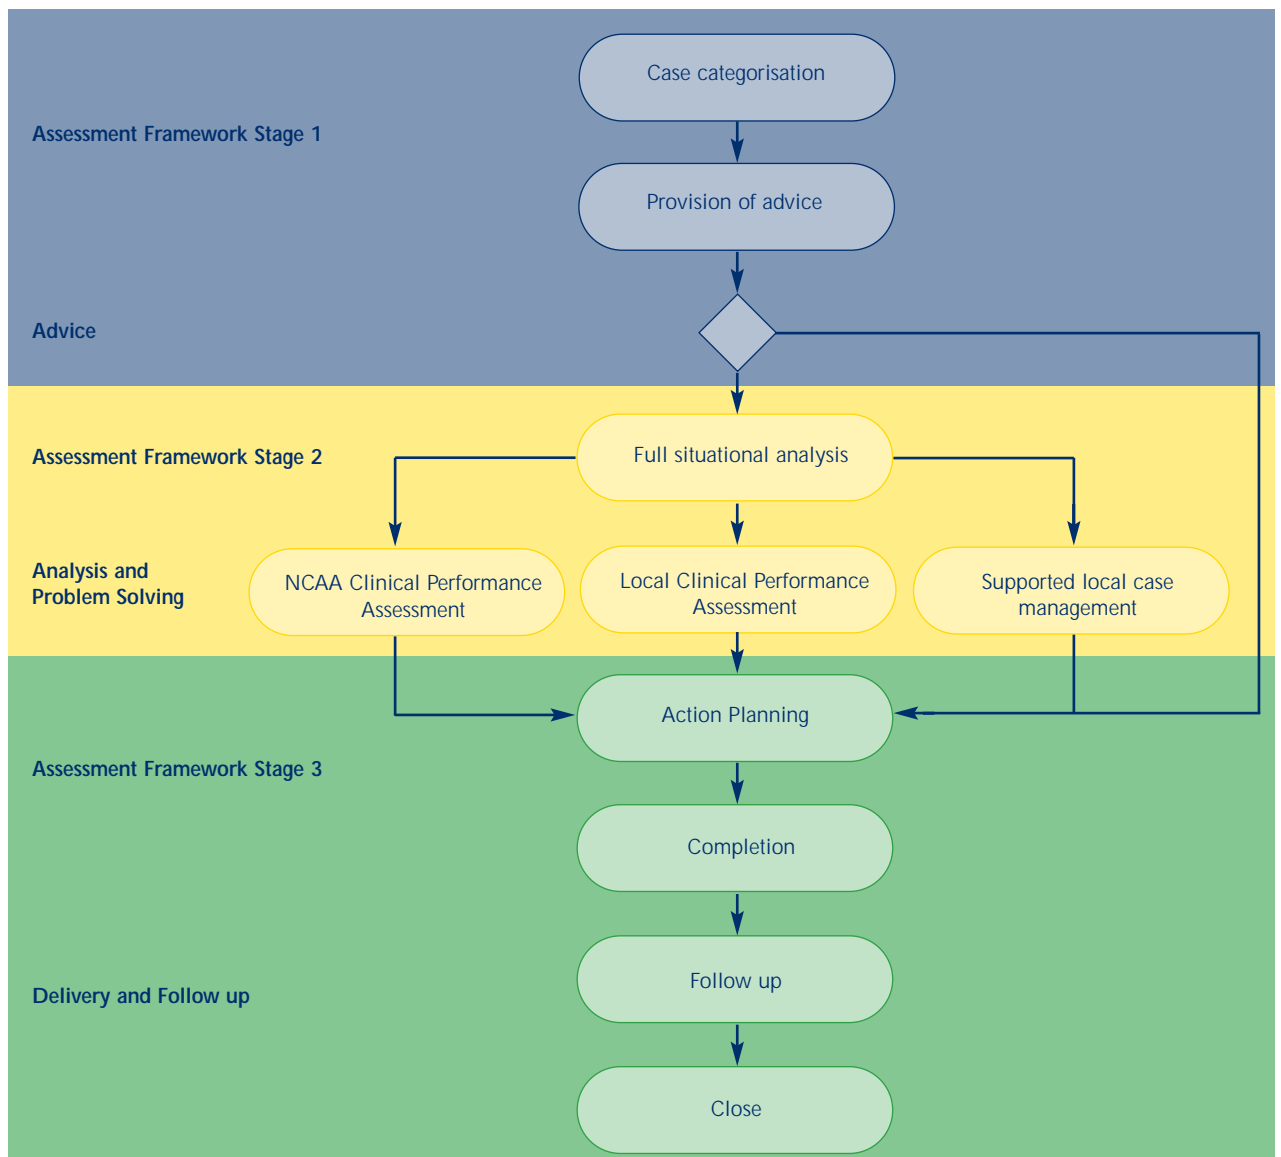 Case categorisation
Assessment Framework Stage 1
Provision of advice
Advice
Assessment Framework Stage 2
Full situational analysis
Analysis and
Problem Solving
NCAA Clinical Performance
Assessment
Local Clinical Performance
Assessment
Supported local case
management
Action Planning
Assessment Framework Stage 3
Completion
Follow up
Delivery and Follow up
Close